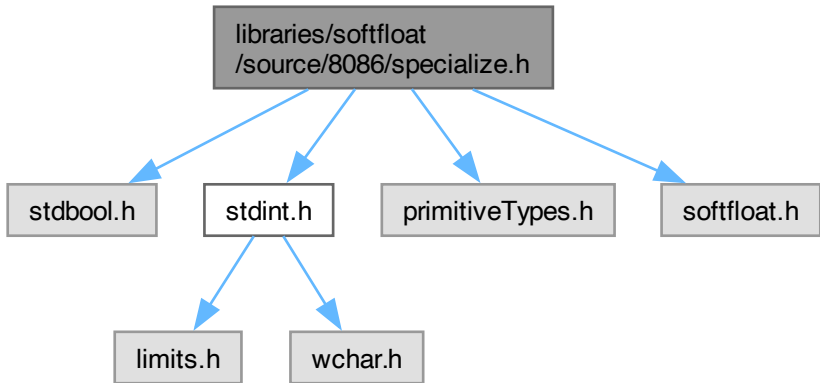 libraries/softfloat
/source/8086/specialize.h
stdbool.h
stdint.h
primitiveTypes.h
softfloat.h
limits.h
wchar.h